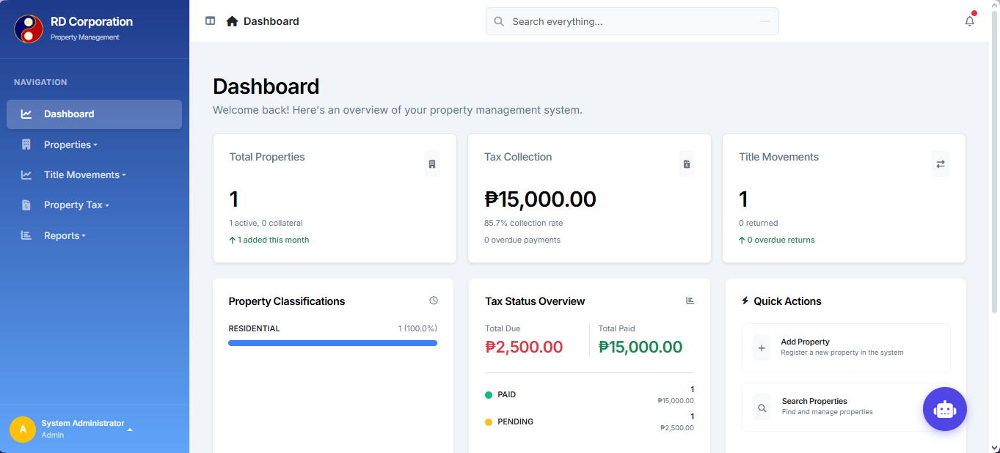 RD Corporation
Property Management
NAVIGATION
Dashboard
Properties
Title Movements
Property Tax
Reports
A
System Administrator
Admin
Dashboard
Search everything...
Dashboard
Welcome back! Here's an overview of your property management system.
Total Properties
1
1 active, 0 collateral
↑ 1 added this month
Tax Collection
₱15,000.00
85.7% collection rate
0 overdue payments
Title Movements
1
0 returned
↑ 0 overdue returns
Property Classifications
RESIDENTIAL 1 (100.0%)
Tax Status Overview
Total Due
₱2,500.00
Total Paid
₱15,000.00
PAID 1
₱15,000.00
PENDING 1
₱2,500.00
Quick Actions
Add Property
Register a new property in the system
Search Properties
Find and manage properties